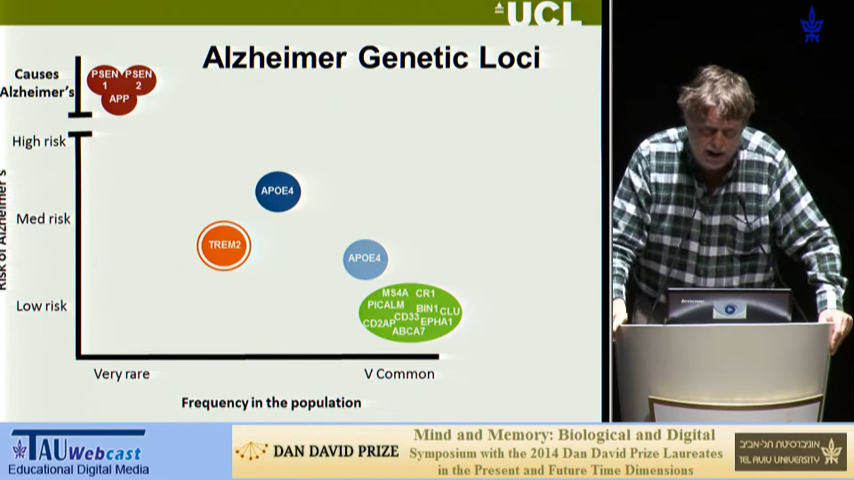 UCL
Alzheimer Genetic Loci
Causes
Alzheimer's
PSEN
1
PSEN
2
APP
High risk
Med risk
Low risk
Risk of Alzheimer's
APOE4
TREM2
APOE4
MS4A CR1
PICALM BIN1 CLU
CD33
CD2AP EPHA1
ABCA7
Very rare
V Common
Frequency in the population
TAU Webcast
Educational Digital Media
DAN DAVID PRIZE
Mind and Memory: Biological and Digital
Symposium with the 2014 Dan David Prize Laureates
in the Present and Future Time Dimensions
אוניברסיטת תל-אביב
TEL AVIV UNIVERSITY